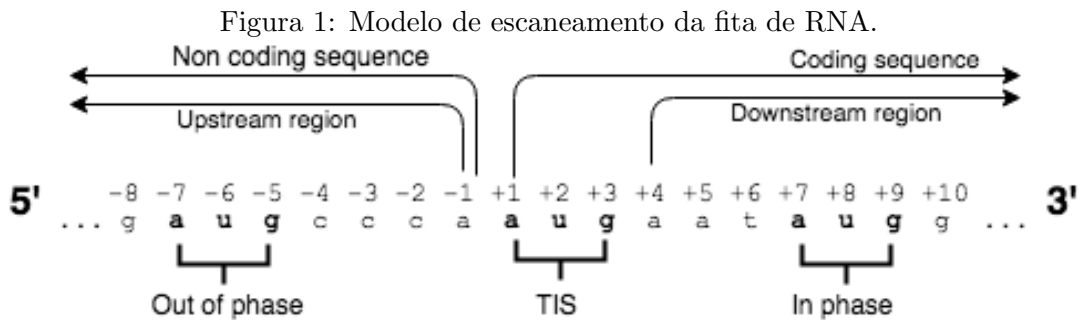 Figura 1: Modelo de escaneamento da fita de RNA.
Non coding sequence
Coding sequence
Upstream region
Downstream region
-8 -7 -6 -5 -4 -3 -2 -1 +1 +2 +3 +4 +5 +6 +7 +8 +9 +10
5' ... g a u g c c c a a u g a a t a u g g ... 3'
Out of phase TIS In phase